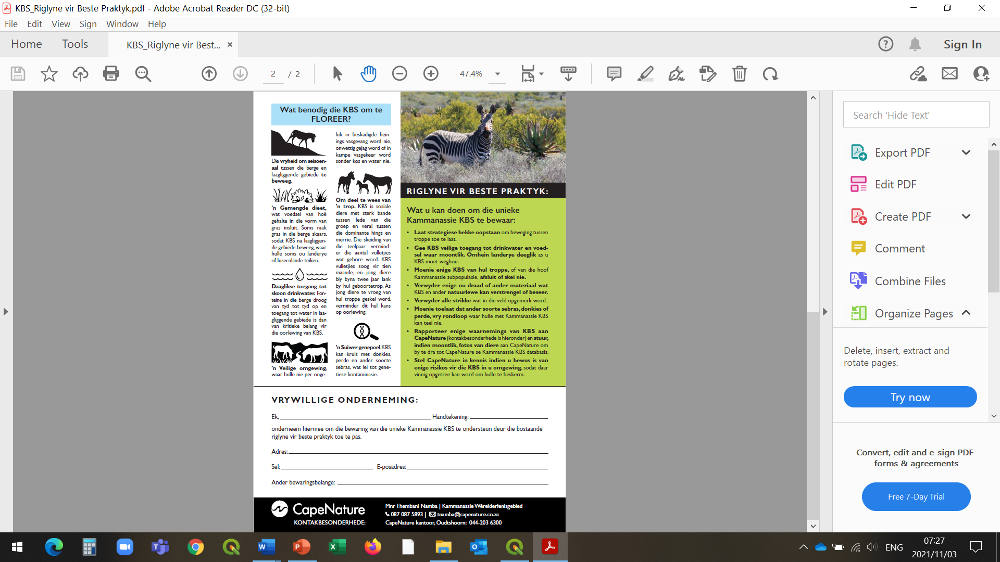 KBS_Riglyne vir Beste Praktyk.pdf - Adobe Acrobat Reader DC (32-bit)
File Edit View Sign Window Help
Home Tools KBS_Riglyne vir Best... × Sign In
2 / 2 47.4%
Wat benodig die KBS om te
FLOREER?
Die vryheid om seisoen-
aal tussen die berge en
laagliggende gebiede te
beweeg.
'n Gemengde dieet,
wat voedsel van hoë
gehalte in die vorm van
gras insluit. Soms raak
gras in die berge skaars,
sodat KBS na laagliggen-
de gebiede beweeg, waar
hulle soms ou landerye
of lusernlande teiken.
Daaglikse toegang tot
skoon drinkwater. Fon-
teine in die berge droog
van tyd tot tyd op en
toegang tot water in laa-
gliggende gebiede is dan
van kritieke belang vir
die oorlewing van KBS.
'n Veilige omgewing,
waar hulle nie per onge-
luk in beskadigde hein-
ings vasgevang word nie,
onwettig gejag word of in
kampe vasgekeer word
sonder kos en water nie.
Om deel te wees van
'n trop. KBS is sosiale
diere met sterk bande
tussen lede van die
groep en veral tussen
die dominante hings en
merrie. Die skeiding van
die teelpaar vermind-
er die aantal vulletjies
wat gebore word. KBS
vulletjies soog vir tien
maande, en jong diere
bly byna twee jaar lank
by hul geboortetrop. As
jong diere te vroeg van
hul troppe geskei word,
verminder dit hul kans
op oorlewing.
'n Suiwer genepoel. KBS
kan kruis met donkies,
perde en ander soorte
sebras, wat lei tot gene-
tiese kontaminasie.
RIGLYNE VIR BESTE PRAKTYK:
Wat u kan doen om die unieke
Kammanassie KBS te bewaar:
• Laat strategiese hekke oopstaan om beweging tussen
troppe toe te laat.
• Gee KBS veilige toegang tot drinkwater en voed-
sel waar moontlik. Omhein landerye deeglik as u
KBS moet weghou.
• Moenie enige KBS van hul troppe, of van die hoof
Kammanassie subpopulasie, afsluit of skei nie.
• Verwyder enige ou draad of ander materiaal wat
KBS en ander natuurlewe kan verstrengel of beseer.
• Verwyder alle strikke wat in die veld opgemerk word.
• Moenie toelaat dat ander soorte sebras, donkies of
perde, vry rondloop waar hulle met Kammanassie KBS
kan teel nie.
• Rapporteer enige waarnemings van KBS aan
CapeNature (kontakbesonderhede is hieronder) en stuur,
indien moontlik, fotos van diere aan CapeNature om
by te dra tot CapeNature se Kammanassie KBS databasis.
• Stel CapeNature in kennis indien u bewus is van
enige risikos vir die KBS in u omgewing, sodat daar
vinnig opgetree kan word om hulle te beskerm.
VRYWILLIGE ONDERNEMING:
Ek, Handtekening:
onderneem hiermee om die bewaring van die unieke Kammanassie KBS te ondersteun deur die bostaande
riglyne vir beste praktyk toe te pas.
Adres:
Sel: E-posadres:
Ander bewaringsbelange:
CapeNature
KONTAKBESONDERHEDE:
Mnr Thembani Namba | Kammanassie Wêrelderfenisgebied
087 087 5893 | tnamba@capenature.co.za
CapeNature kantoor, Oudtshoorn: 044-203 6300
Search 'Hide Text'
Export PDF
Edit PDF
Create PDF
Comment
Combine Files
Organize Pages
Delete, insert, extract and
rotate pages.
Try now
Convert, edit and e-sign PDF
forms & agreements
Free 7-Day Trial
ENG
07:27
2021/11/03